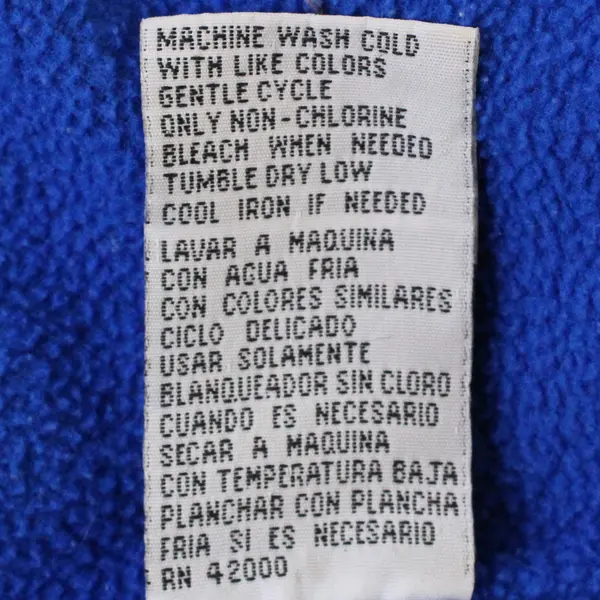 MACHINE WASH COLD
WITH LIKE COLORS
GENTLE CYCLE
ONLY NON-CHLORINE
BLEACH WHEN NEEDED
TUMBLE DRY LOW
COOL IRON IF NEEDED
LAVAR A MAQUINA
CON AGUA FRIA
CON COLORES SIMILARES
CICLO DELICADO
USAR SOLAMENTE
BLANQUEADOR SIN CLORO
CUANDO ES NECESARIO
SECAR A MAQUINA
CON TEMPERATURA BAJA
PLANCHAR CON PLANCHA
FRIA SI ES NECESARIO
RN 42000